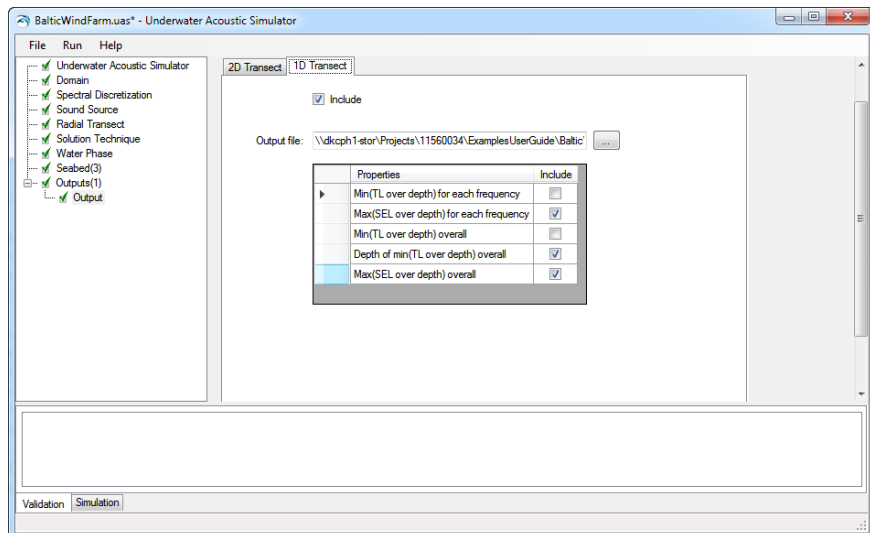 BalticWindFarm.uas* - Underwater Acoustic Simulator
File Run Help
Underwater Acoustic Simulator
Domain
Spectral Discretization
Sound Source
Radial Transect
Solution Technique
Water Phase
Seabed(3)
Outputs(1)
Output
2D Transect 1D Transect
Include
Output file: \\dkcph1-stor\Projects\11560034\ExamplesUserGuide\Baltic' ...
Properties Include
Min(TL over depth) for each frequency
Max(SEL over depth) for each frequency
Min(TL over depth) overall
Depth of min(TL over depth) overall
Max(SEL over depth) overall
Validation Simulation